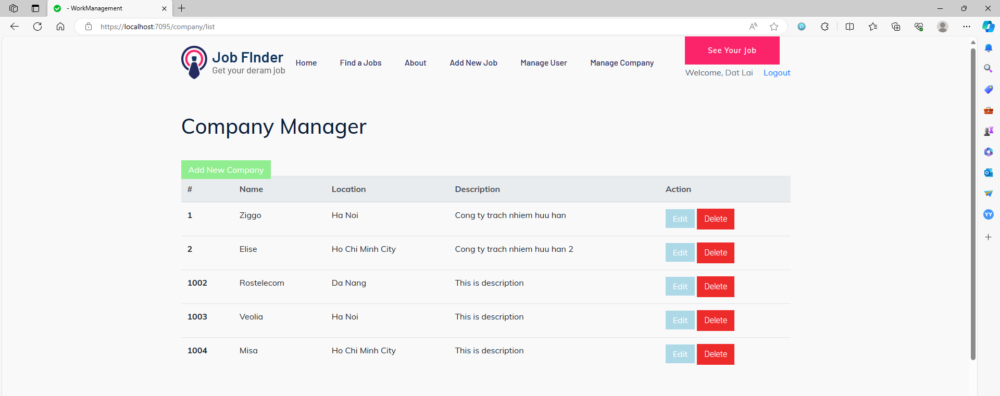 - WorkManagement
https://localhost:7095/company/list
Job FInder
Get your deram job
Home
Find a Jobs
About
Add New Job
Manage User
Manage Company
See Your Job
Welcome, Dat Lai
Logout
Company Manager
Add New Company
# Name Location Description Action
1 Ziggo Ha Noi Cong ty trach nhiem huu han Edit Delete
2 Elise Ho Chi Minh City Cong ty trach nhiem huu han 2 Edit Delete
1002 Rostelecom Da Nang This is description Edit Delete
1003 Veolia Ha Noi This is description Edit Delete
1004 Misa Ho Chi Minh City This is description Edit Delete
YY